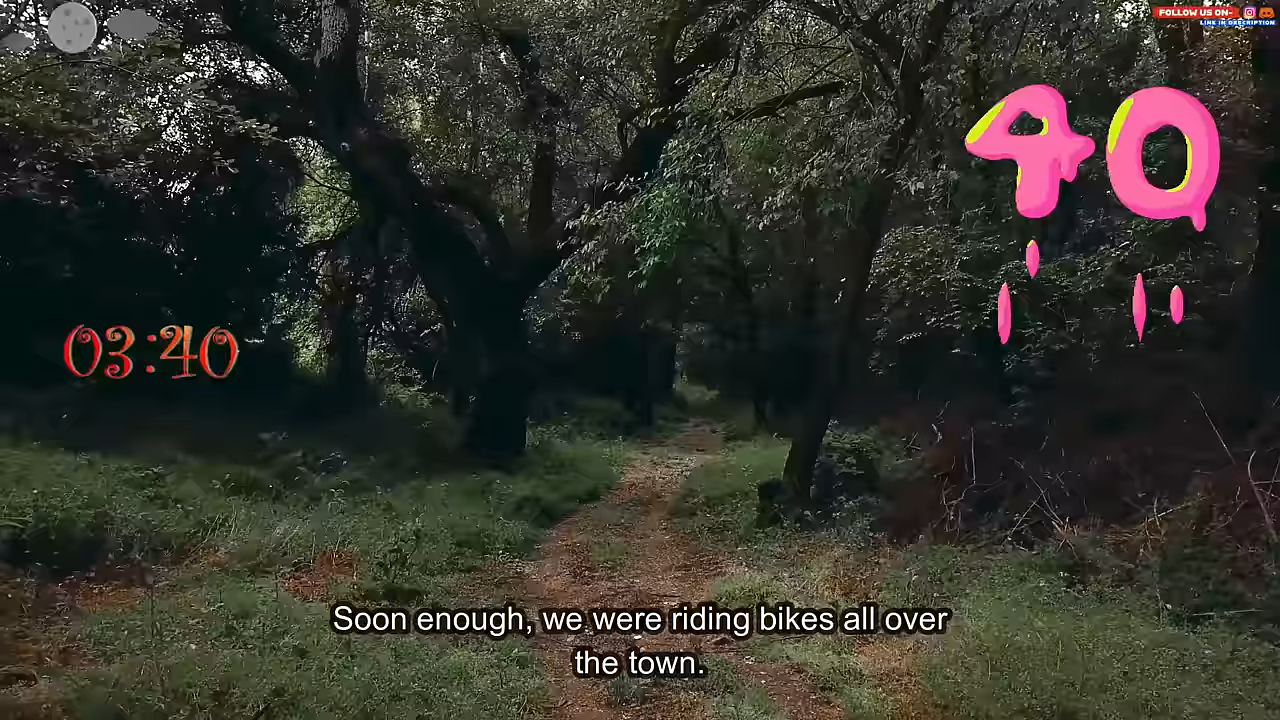 FOLLOW US ON-
LINK IN DESCRIPTION
40
03:40
Soon enough, we were riding bikes all over
the town.